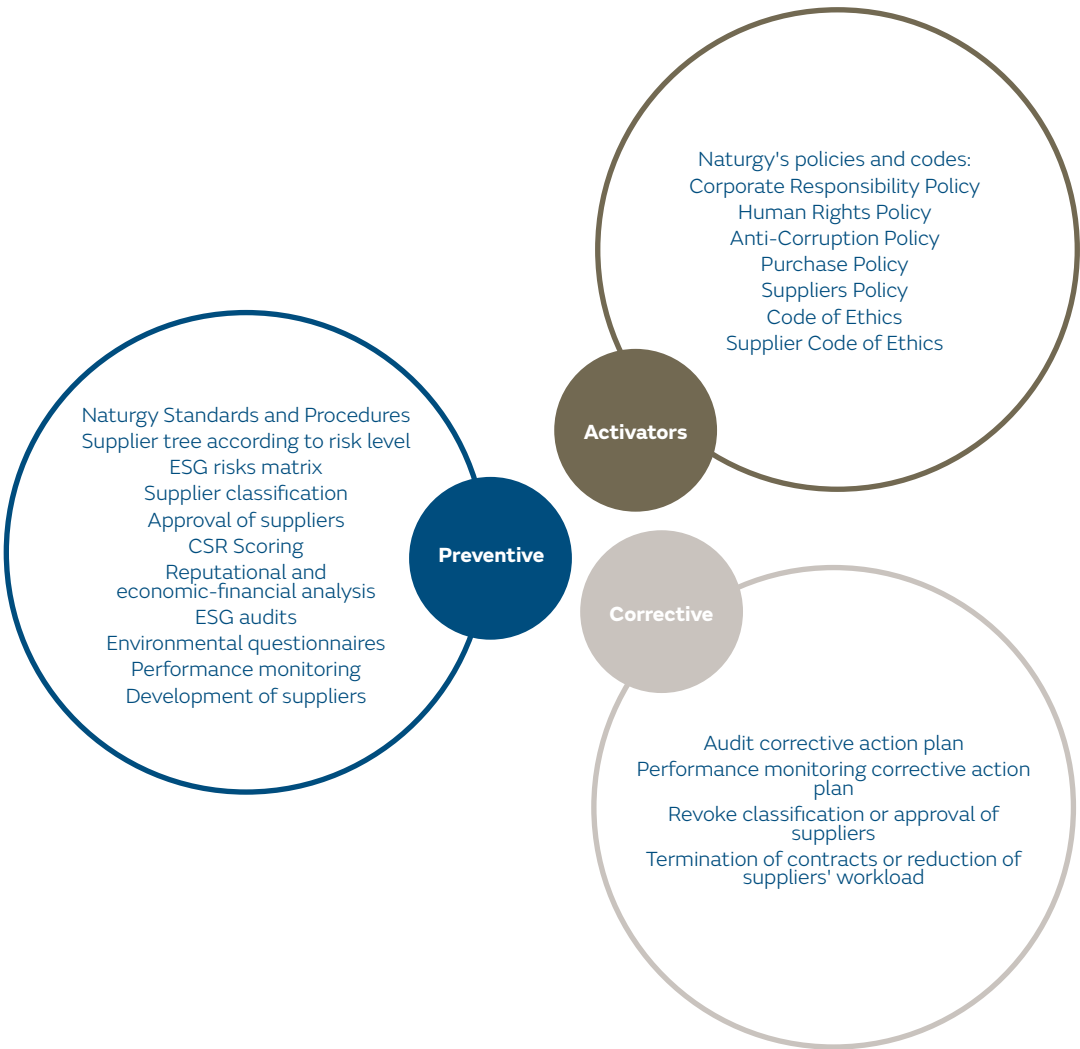 Naturgy's policies and codes:
Corporate Responsibility Policy
Human Rights Policy
Anti-Corruption Policy
Purchase Policy
Suppliers Policy
Code of Ethics
Supplier Code of Ethics
Activators
Naturgy Standards and Procedures
Supplier tree according to risk level
ESG risks matrix
Supplier classification
Approval of suppliers
CSR Scoring
Reputational and
economic-financial analysis
ESG audits
Environmental questionnaires
Performance monitoring
Development of suppliers
Preventive
Corrective
Audit corrective action plan
Performance monitoring corrective action
plan
Revoke classification or approval of
suppliers
Termination of contracts or reduction of
suppliers' workload